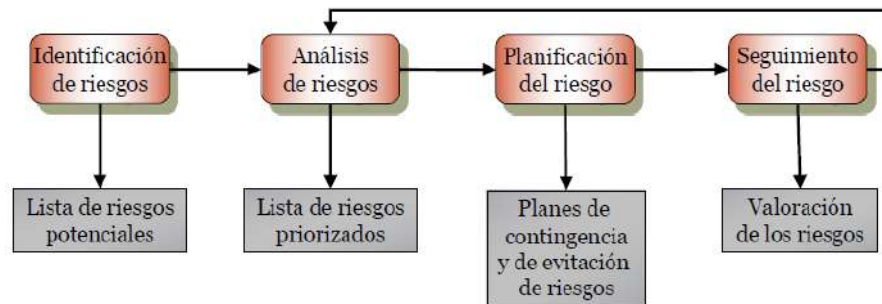 Identificación
de riesgos
Análisis
de riesgos
Planificación
del riesgo
Seguimiento
del riesgo
Lista de riesgos
potenciales
Lista de riesgos
priorizados
Planes de
contingencia
y de evitación
de riesgos
Valoración
de los riesgos